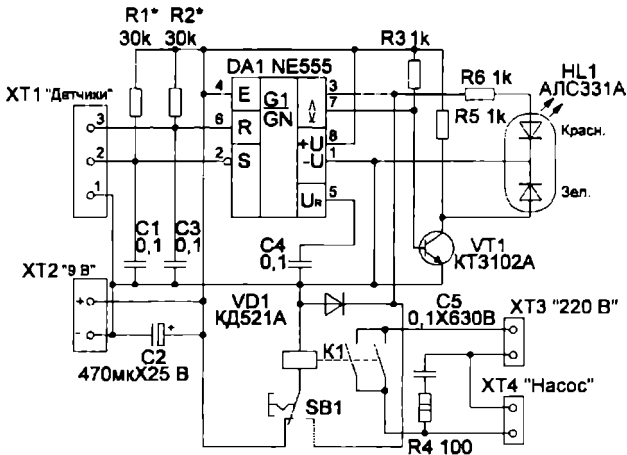 R1* R2*
30k 30k
R3 1k
DA1 NE555
HL1
АЛС331А
R6 1k
XT1 "Датчики"
4 E G1 3
GN 7
3 6 R
+U 8
R5 1k
Красн.
2 2 S -U 1
1
UR 5
Зел.
C1
0,1
C3
0,1
C4
0,1
VT1
КТ3102А
XT2 "9 В"
+
-
+
C2
470мкХ25 В
VD1
КД521А
C5
0,1Х630В
XT3 "220 В"
K1
XT4 "Насос"
SB1
R4 100